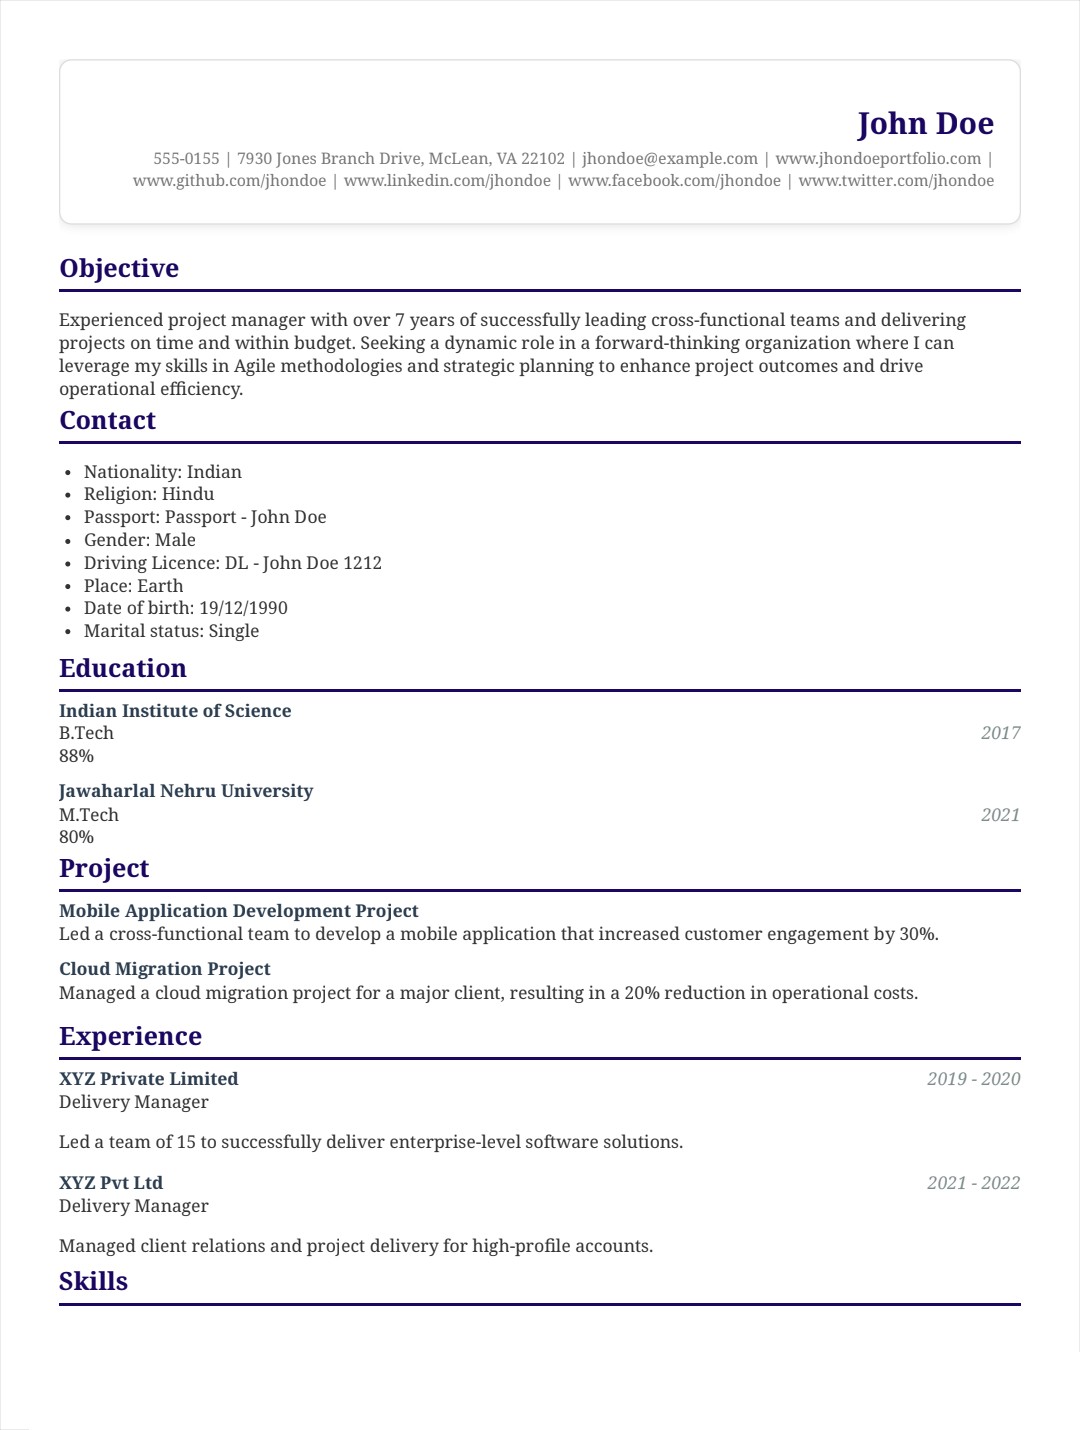 John Doe
555-0155 | 7930 Jones Branch Drive, McLean, VA 22102 | jhondoe@example.com | www.jhondoeportfolio.com |
www.github.com/jhondoe | www.linkedin.com/jhondoe | www.facebook.com/jhondoe | www.twitter.com/jhondoe
Objective
Experienced project manager with over 7 years of successfully leading cross-functional teams and delivering
projects on time and within budget. Seeking a dynamic role in a forward-thinking organization where I can
leverage my skills in Agile methodologies and strategic planning to enhance project outcomes and drive
operational efficiency.
Contact
• Nationality: Indian
• Religion: Hindu
• Passport: Passport - John Doe
• Gender: Male
• Driving Licence: DL - John Doe 1212
• Place: Earth
• Date of birth: 19/12/1990
• Marital status: Single
Education
Indian Institute of Science
B.Tech 2017
88%
Jawaharlal Nehru University
M.Tech 2021
80%
Project
Mobile Application Development Project
Led a cross-functional team to develop a mobile application that increased customer engagement by 30%.
Cloud Migration Project
Managed a cloud migration project for a major client, resulting in a 20% reduction in operational costs.
Experience
XYZ Private Limited 2019 - 2020
Delivery Manager
Led a team of 15 to successfully deliver enterprise-level software solutions.
XYZ Pvt Ltd 2021 - 2022
Delivery Manager
Managed client relations and project delivery for high-profile accounts.
Skills